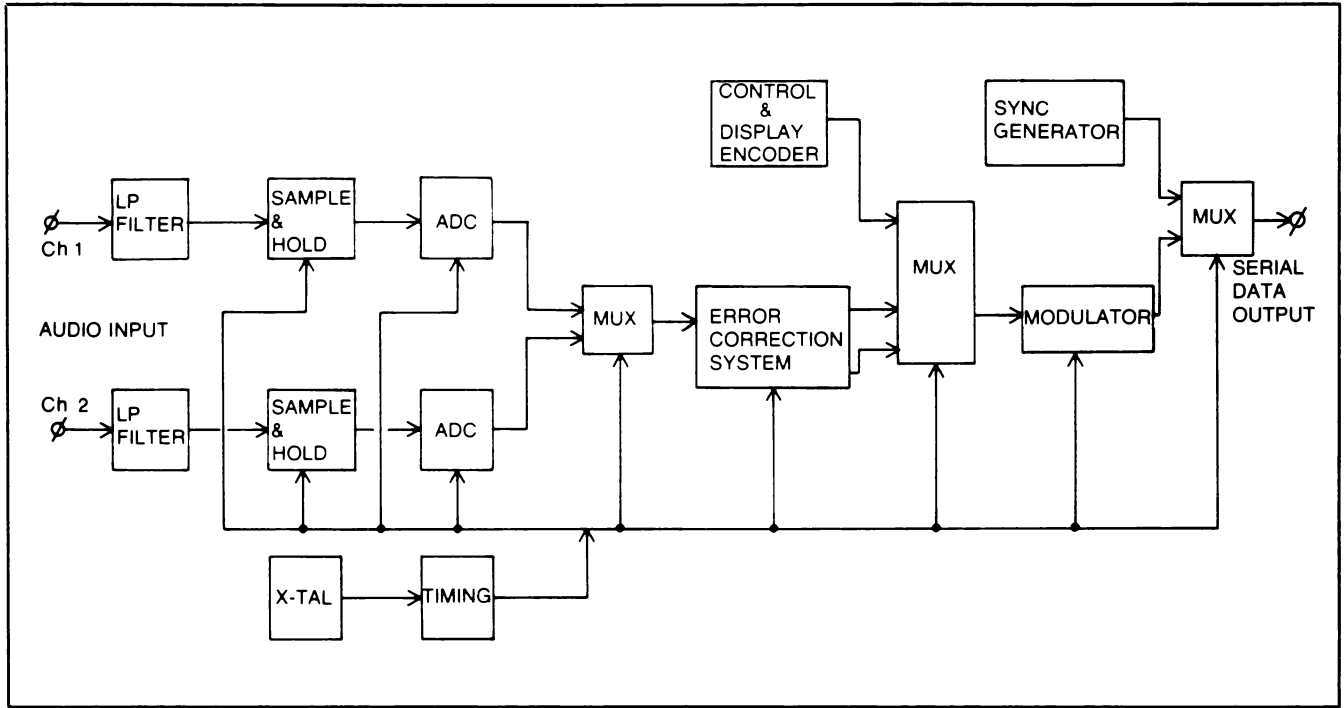 CONTROL
&
DISPLAY
ENCODER
SYNC
GENERATOR
LP
FILTER
SAMPLE
&
HOLD
ADC
MUX
Ch 1
MUX
SERIAL
DATA
OUTPUT
AUDIO INPUT
MUX
ERROR
CORRECTION
SYSTEM
MODULATOR
Ch 2
LP
FILTER
SAMPLE
&
HOLD
ADC
X-TAL
TIMING